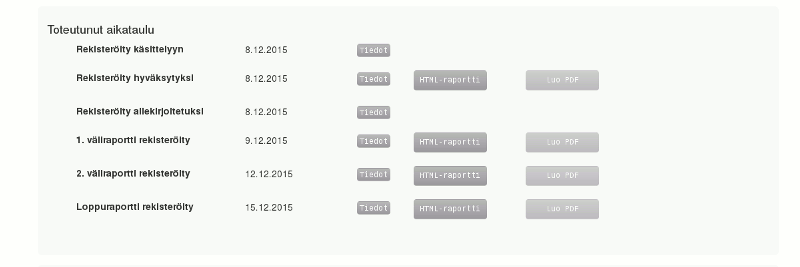 Toteutunut aikataulu
Rekisteröity käsittelyyn 8.12.2015 Tiedot
Rekisteröity hyväksytyksi 8.12.2015 Tiedot HTML-raportti Luo PDF
Rekisteröity allekirjoitetuksi 8.12.2015 Tiedot
1. väliraportti rekisteröity 9.12.2015 Tiedot HTML-raportti Luo PDF
2. väliraportti rekisteröity 12.12.2015 Tiedot HTML-raportti Luo PDF
Loppuraportti rekisteröity 15.12.2015 Tiedot HTML-raportti Luo PDF